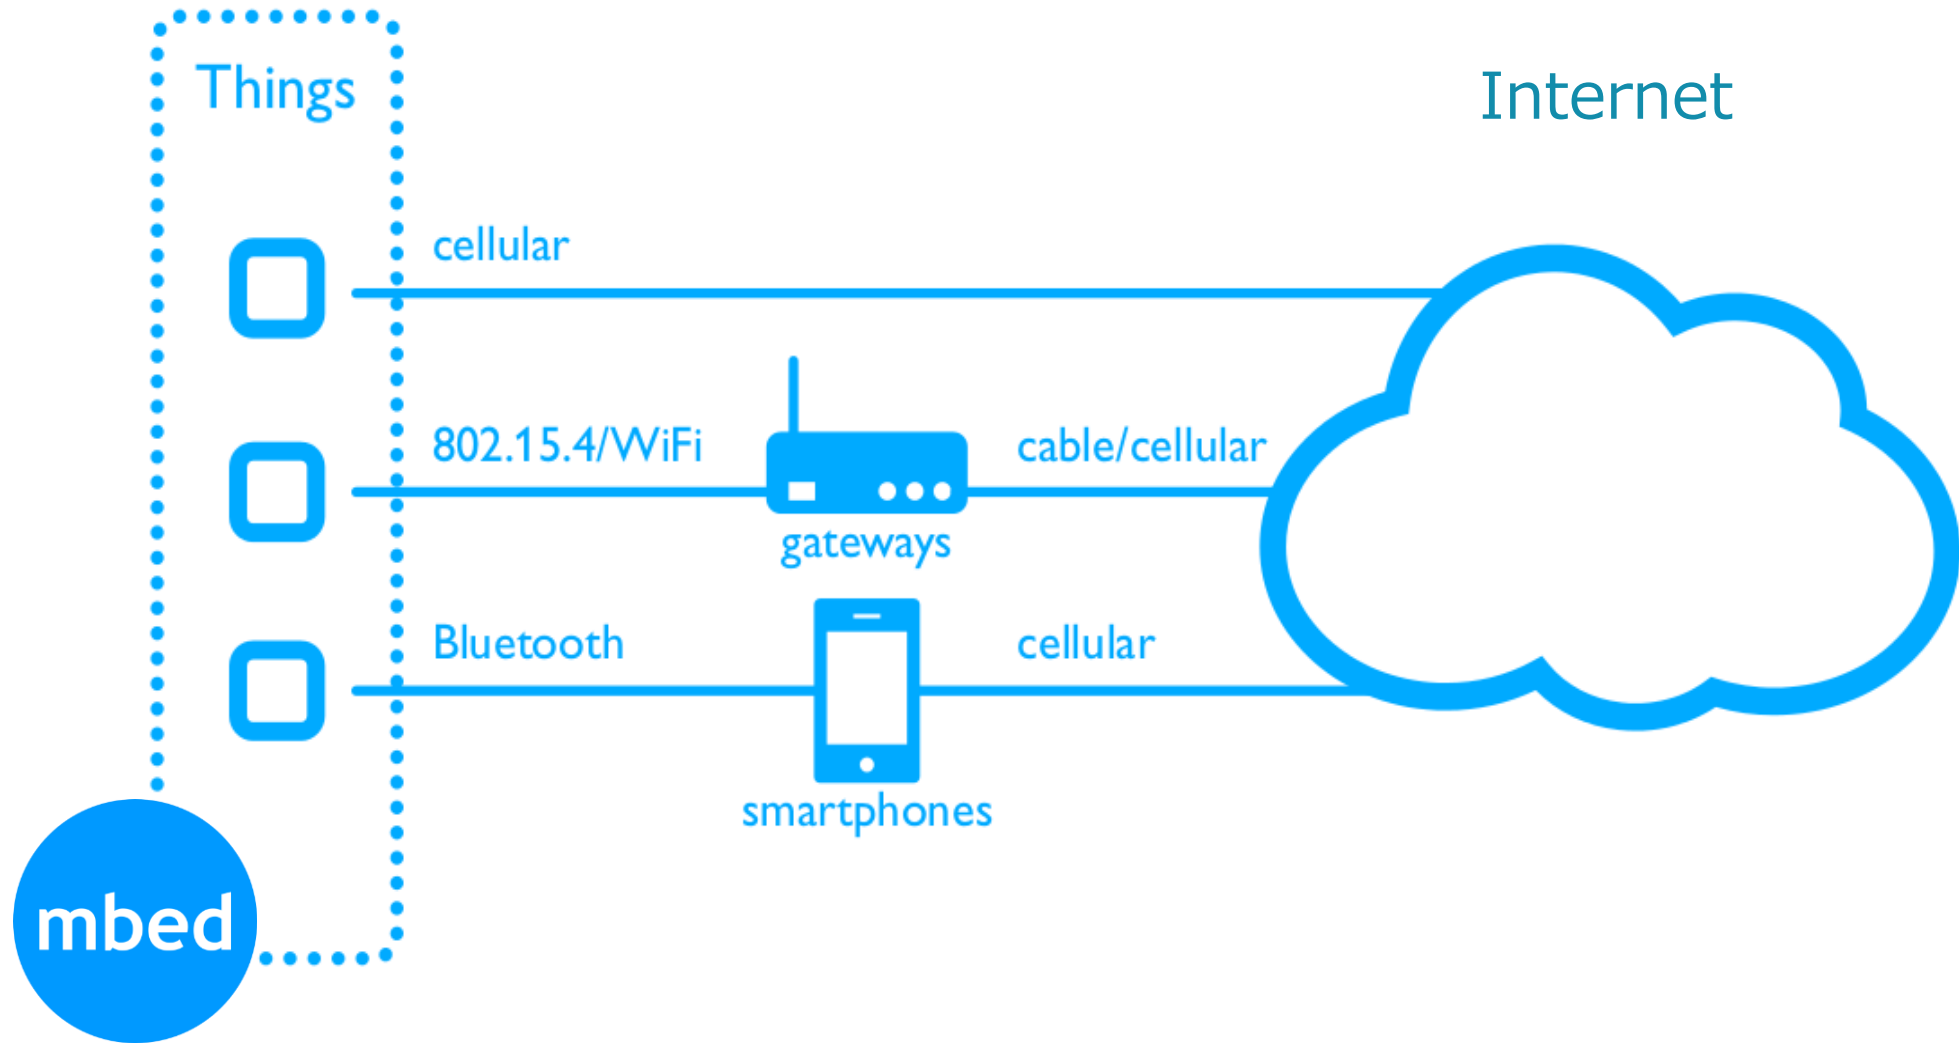 Things
Internet
cellular
802.15.4/WiFi
cable/cellular
gateways
Bluetooth
cellular
smartphones
mbed